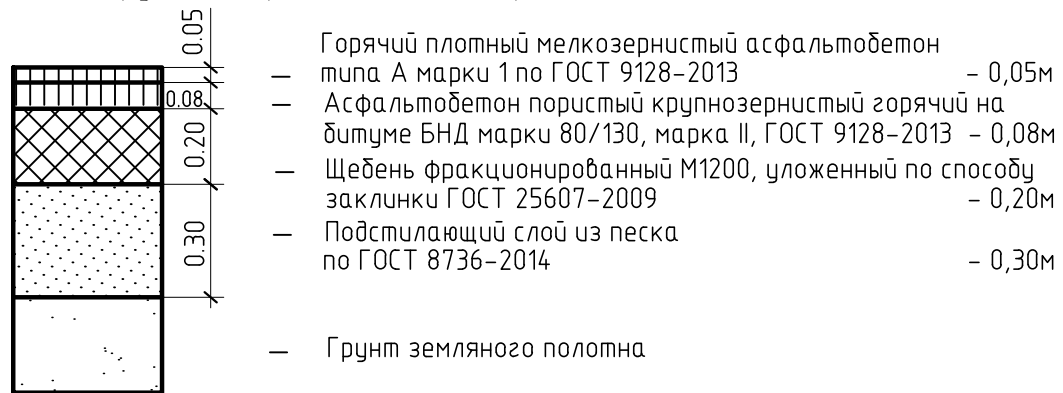 0.05
Горячий плотный мелкозернистый асфальтобетон
— типа А марки 1 по ГОСТ 9128-2013 - 0,05м
0.08 — Асфальтобетон пористый крупнозернистый горячий на
битуме БНД марки 80/130, марка II, ГОСТ 9128-2013 - 0,08м
0.20
— Щебень фракционированный М1200, уложенный по способу
заклинки ГОСТ 25607-2009 - 0,20м
0.30
— Подстилающий слой из песка
по ГОСТ 8736-2014 - 0,30м
— Грунт земляного полотна